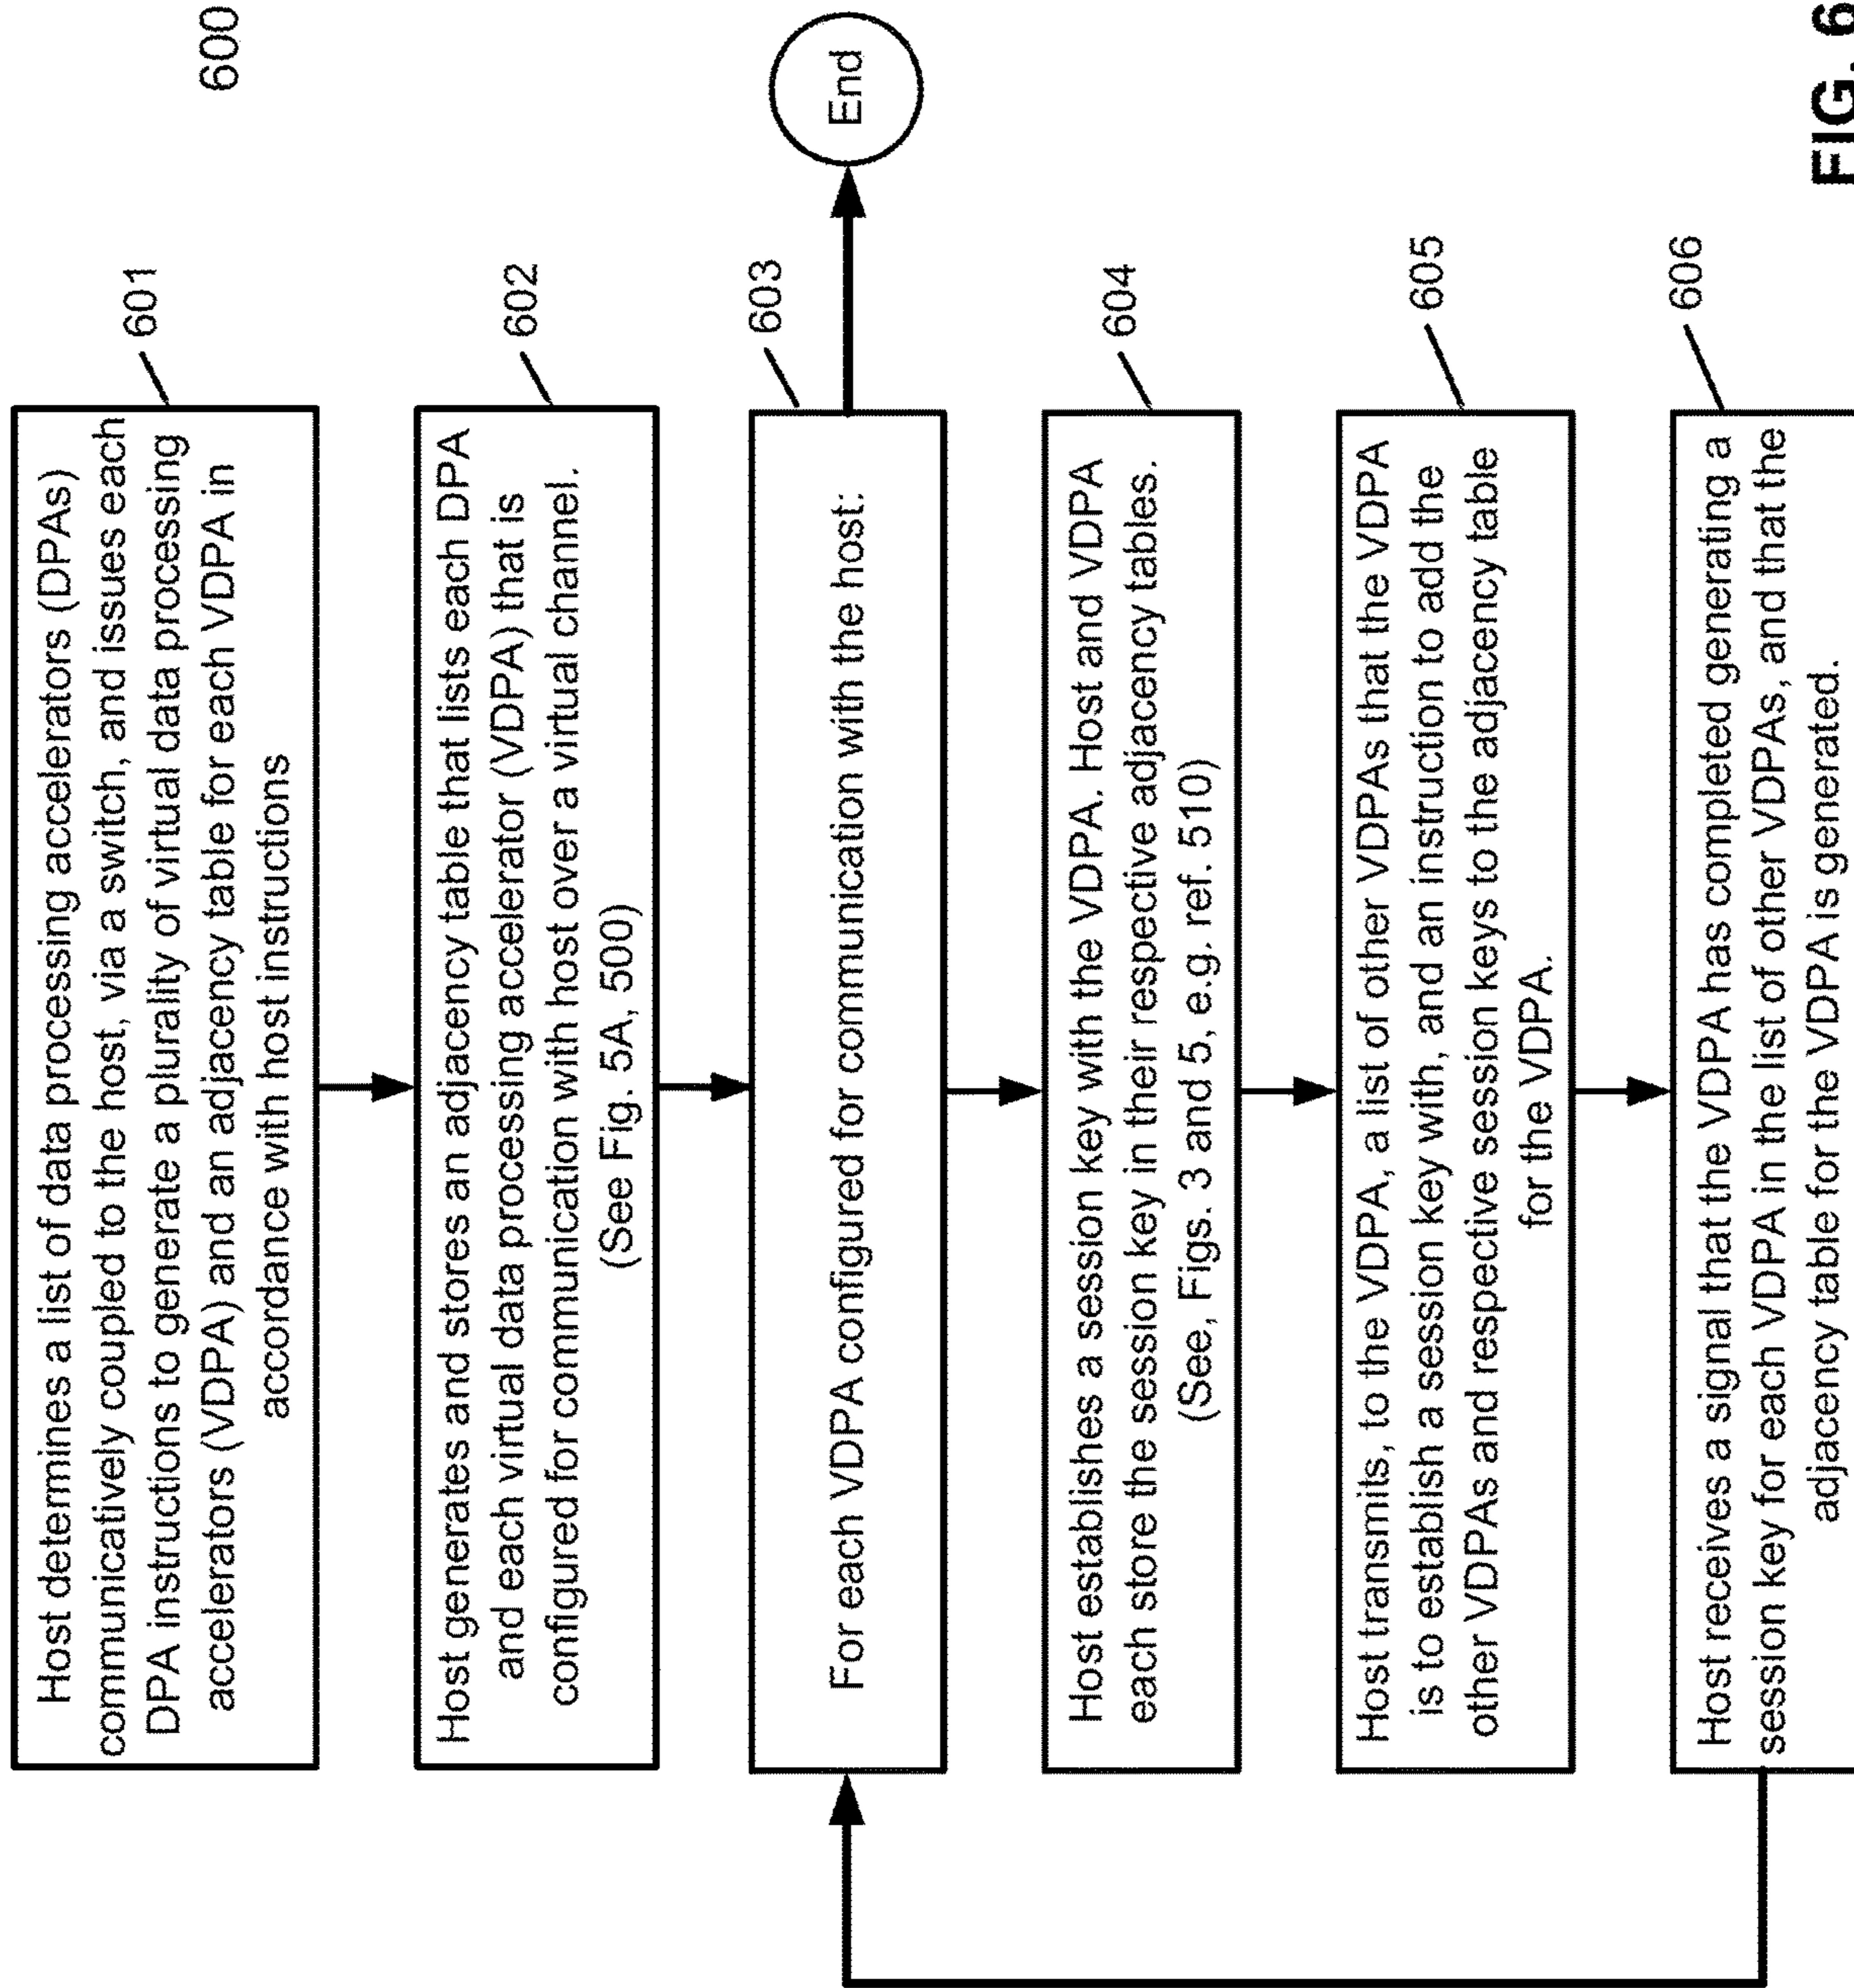 600
Host determines a list of data processing accelerators (DPAs)
communicatively coupled to the host, via a switch, and issues each
DPA instructions to generate a plurality of virtual data processing
accelerators (VDPA) and an adjacency table for each VDPA in
accordance with host instructions
601
Host generates and stores an adjacency table that lists each DPA
and each virtual data processing accelerator (VDPA) that is
configured for communication with host over a virtual channel.
(See Fig. 5A, 500)
602
For each VDPA configured for communication with the host:
603
End
Host establishes a session key with the VDPA. Host and VDPA
each store the session key in their respective adjacency tables.
(See, Figs. 3 and 5, e.g. ref. 510)
604
Host transmits, to the VDPA, a list of other VDPAs that the VDPA
is to establish a session key with, and an instruction to add the
other VDPAs and respective session keys to the adjacency table
for the VDPA.
605
Host receives a signal that the VDPA has completed generating a
session key for each VDPA in the list of other VDPAs, and that the
adjacency table for the VDPA is generated.
606
FIG. 6